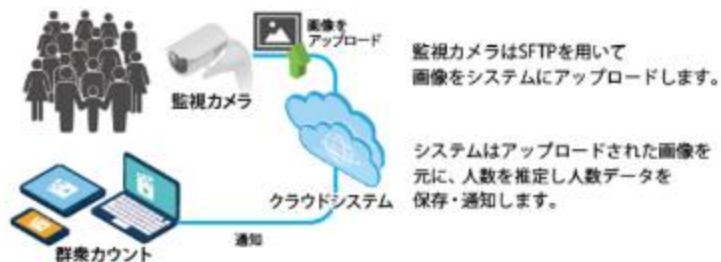 画像を
アップロード
監視カメラ
監視カメラはSFTPを用いて
画像をシステムにアップロードします。
クラウドシステム
システムはアップロードされた画像を
元に、人数を推定し人数データを
保存・通知します。
通知
群衆カウント